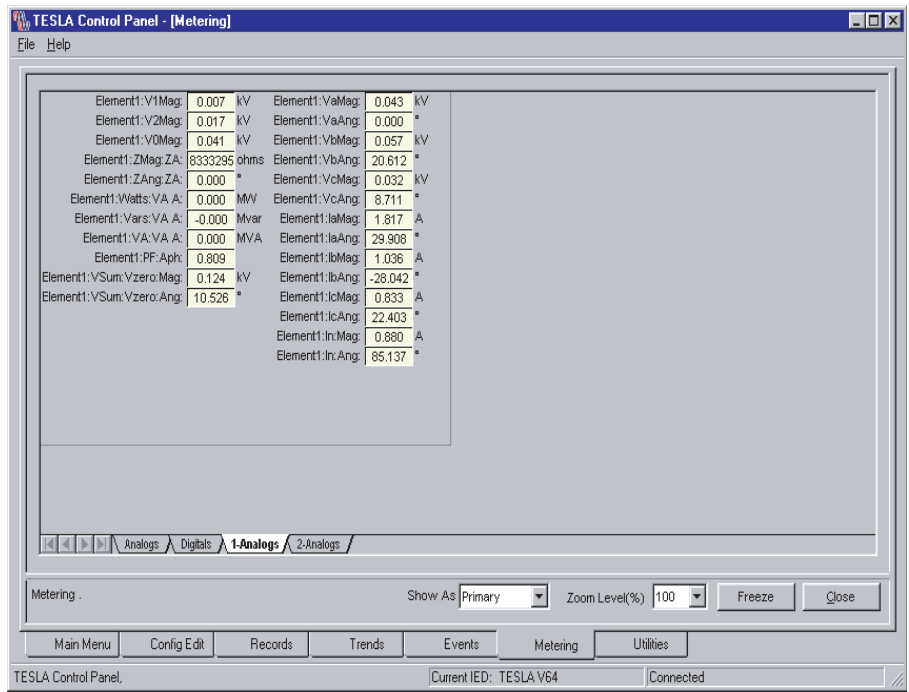 TESLA Control Panel - [Metering]
File Help
Element1:V1Mag: 0.007 kV Element1:VaMag: 0.043 kV
Element1:V2Mag: 0.017 kV Element1:VaAng: 0.000 °
Element1:V0Mag: 0.041 kV Element1:VbMag: 0.057 kV
Element1:ZMag:ZA: 8333295 ohms Element1:VbAng: 20.612 °
Element1:ZAng:ZA: 0.000 ° Element1:VcMag: 0.032 kV
Element1:Watts:VA A: 0.000 MW Element1:VcAng: 8.711 °
Element1:Vars:VA A: -0.000 Mvar Element1:IaMag: 1.817 A
Element1:VA:VA A: 0.000 MVA Element1:IaAng: 29.908 °
Element1:PF:Aph: 0.809 Element1:IbMag: 1.036 A
Element1:VSum:Vzero:Mag: 0.124 kV Element1:IbAng: -28.042 °
Element1:VSum:Vzero:Ang: 10.526 ° Element1:IcMag: 0.833 A
Element1:IcAng: 22.403 °
Element1:In:Mag: 0.880 A
Element1:In:Ang: 85.137 °
Analogs Digitals 1-Analogs 2-Analogs
Metering . Show As Primary Zoom Level(%) 100 Freeze Close
Main Menu Config Edit Records Trends Events Metering Utilities
TESLA Control Panel, Current IED: TESLA V64 Connected